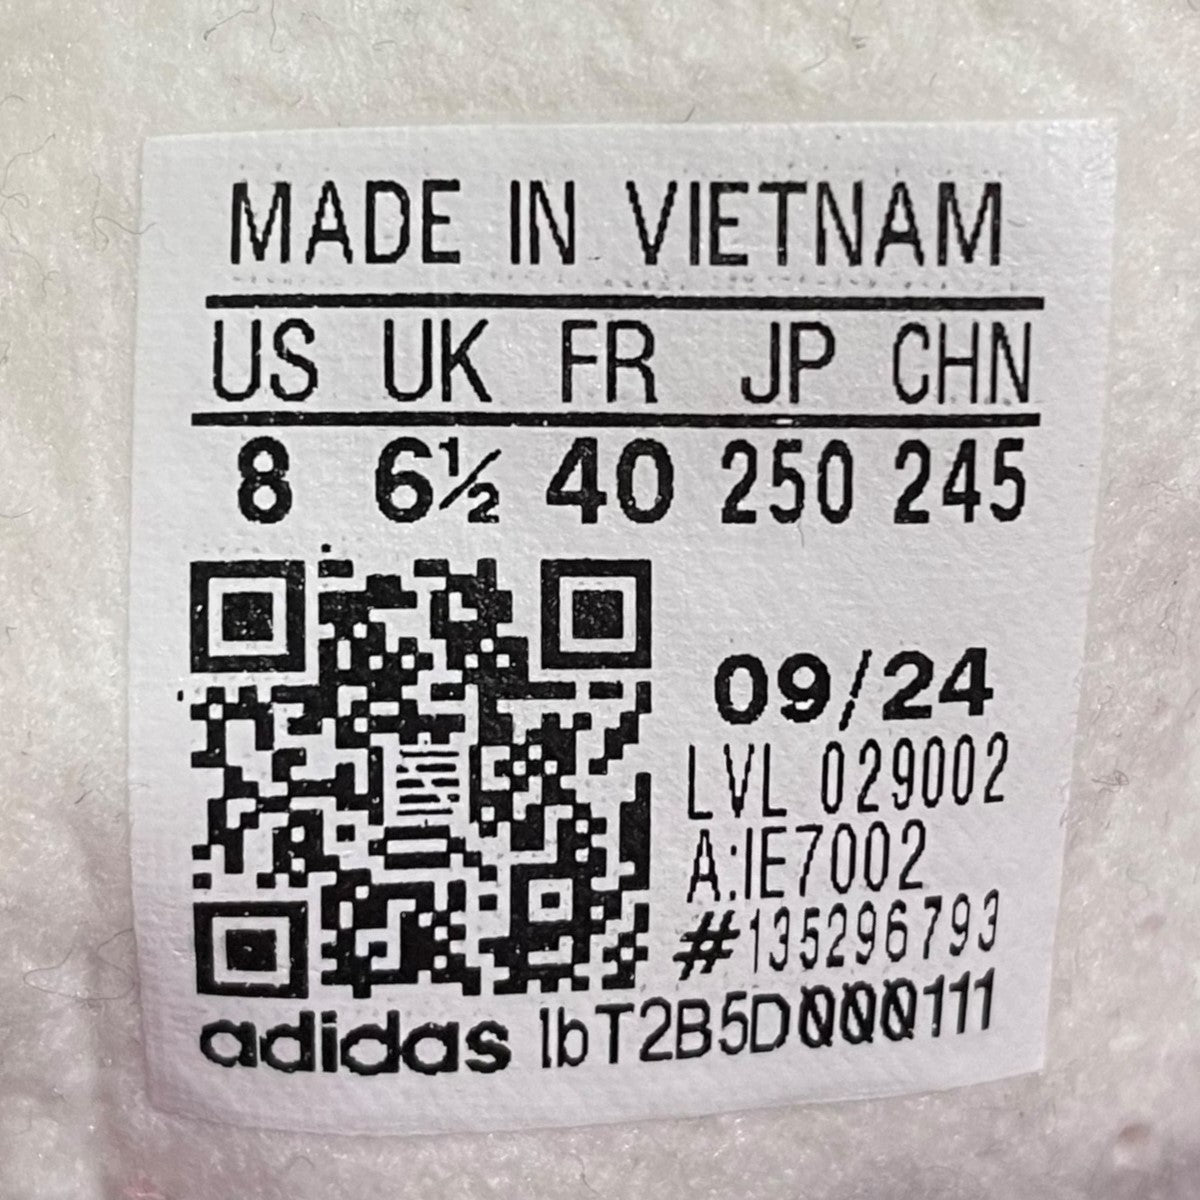 MADE IN VIETNAM
US UK FR JP CHN
8 6½ 40 250 245
09/24
LVL 029002
A:IE7002
#135296793
adidas lbT2B5D000111